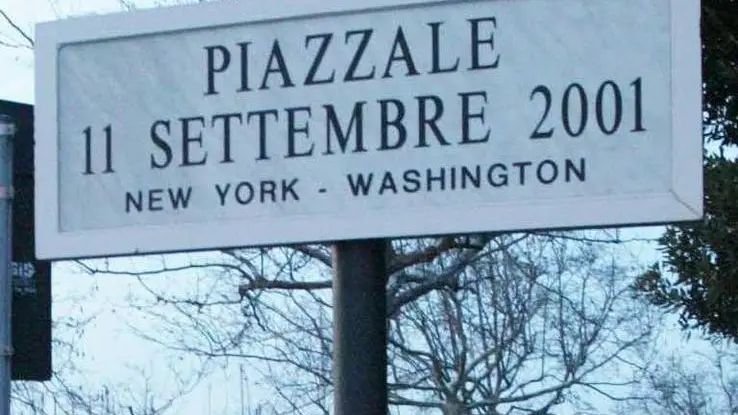 PIAZZALE
11 SETTEMBRE 2001
NEW YORK - WASHINGTON